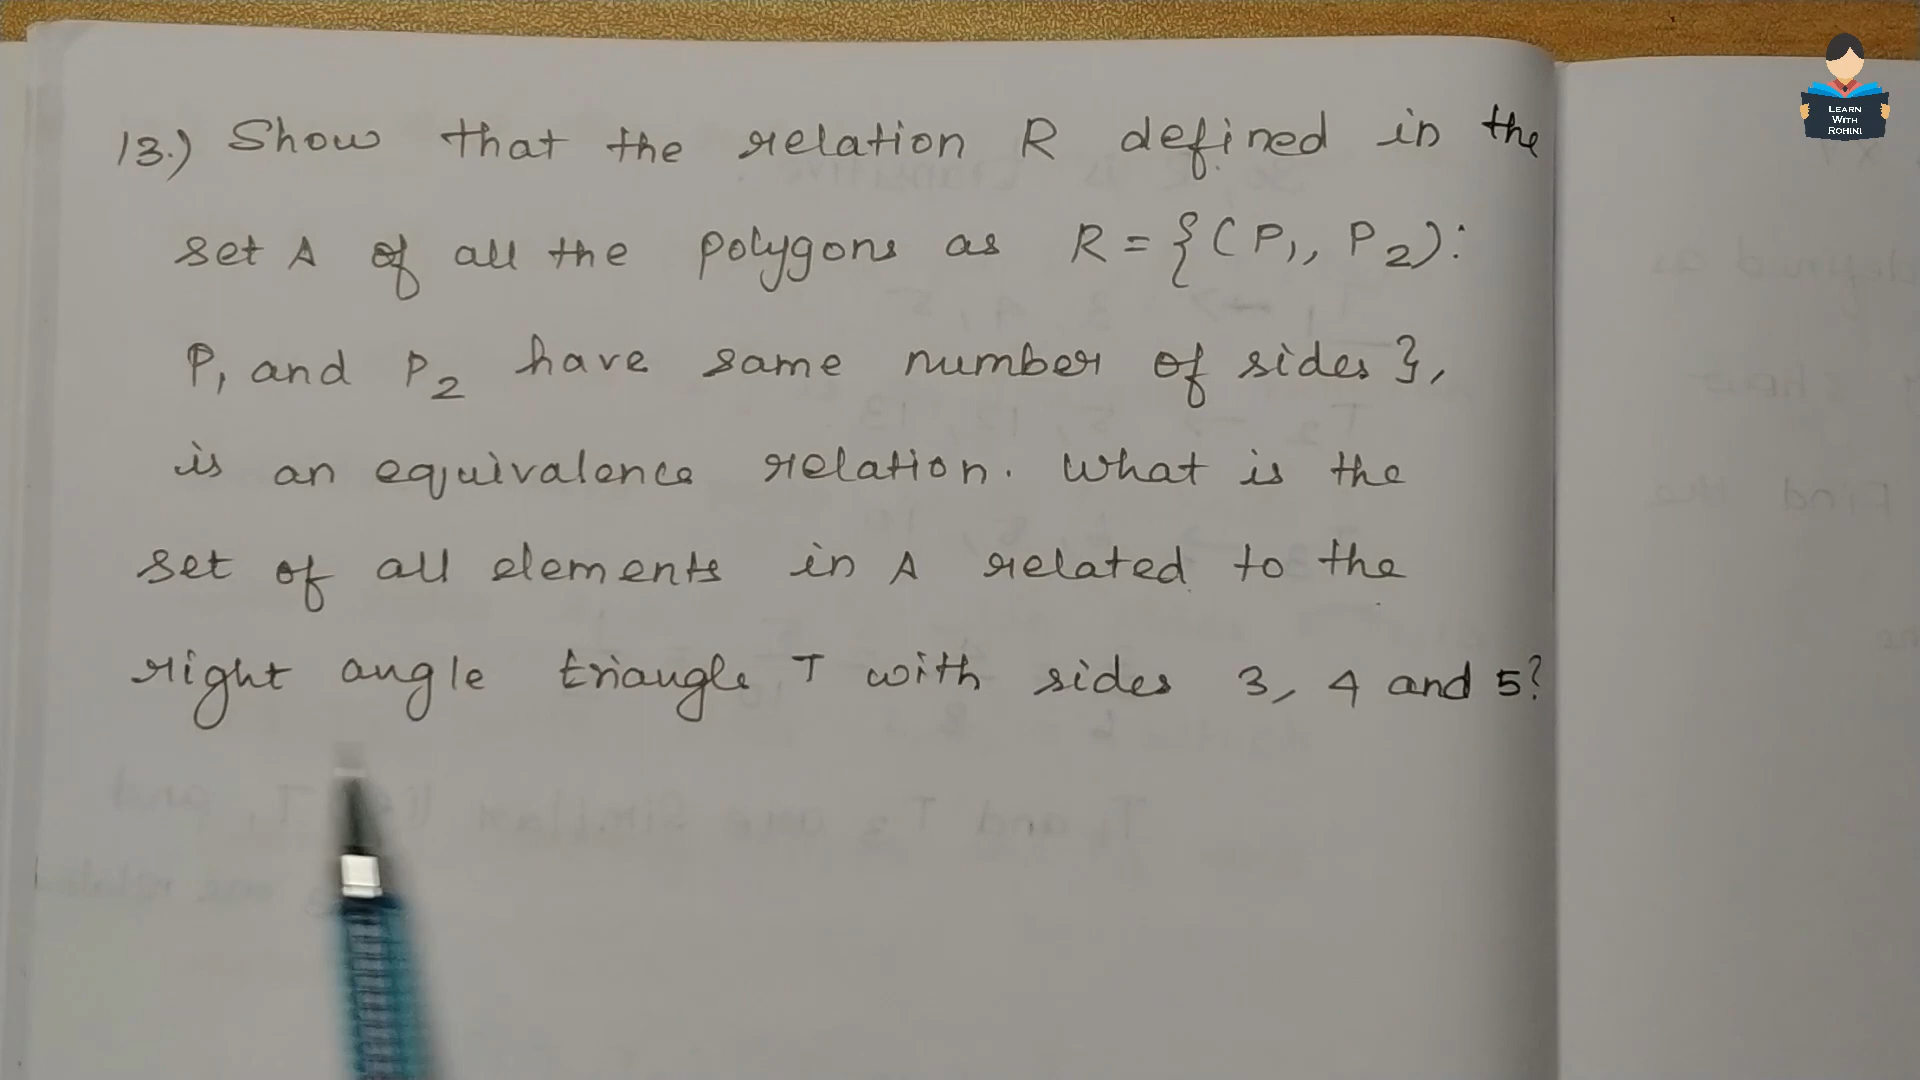 13.) Show that the relation R defined in the
set A of all the polygons as R = {(P1, P2):
P1 and P2 have same number of sides},
is an equivalence relation. What is the
set of all elements in A related to the
right angle triangle T with sides 3, 4 and 5?
LEARN
WITH
ROHINI